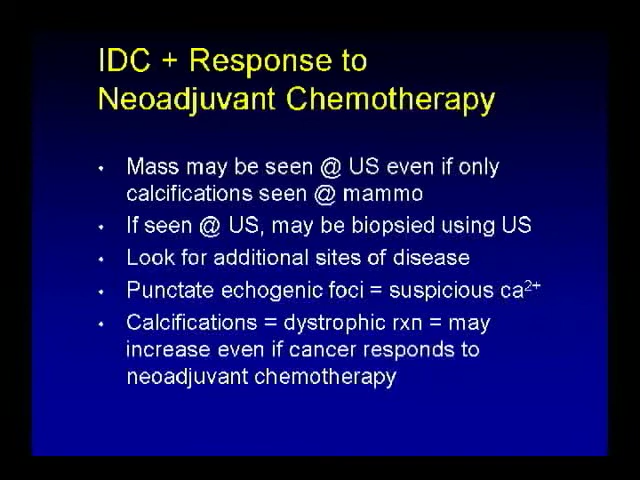 IDC + Response to
Neoadjuvant Chemotherapy
• Mass may be seen @ US even if only
calcifications seen @ mammo
• If seen @ US, may be biopsied using US
• Look for additional sites of disease
• Punctate echogenic foci = suspicious ca²⁺
• Calcifications = dystrophic rxn = may
increase even if cancer responds to
neoadjuvant chemotherapy